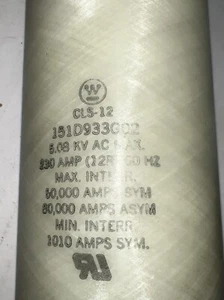 W
CLS-12
151D933G02
5.08 KV AC MAX.
230 AMP (12R) 60 HZ
MAX. INTERR.
50,000 AMPS SYM
80,000 AMPS ASYM
MIN. INTERR.
1010 AMPS SYM.